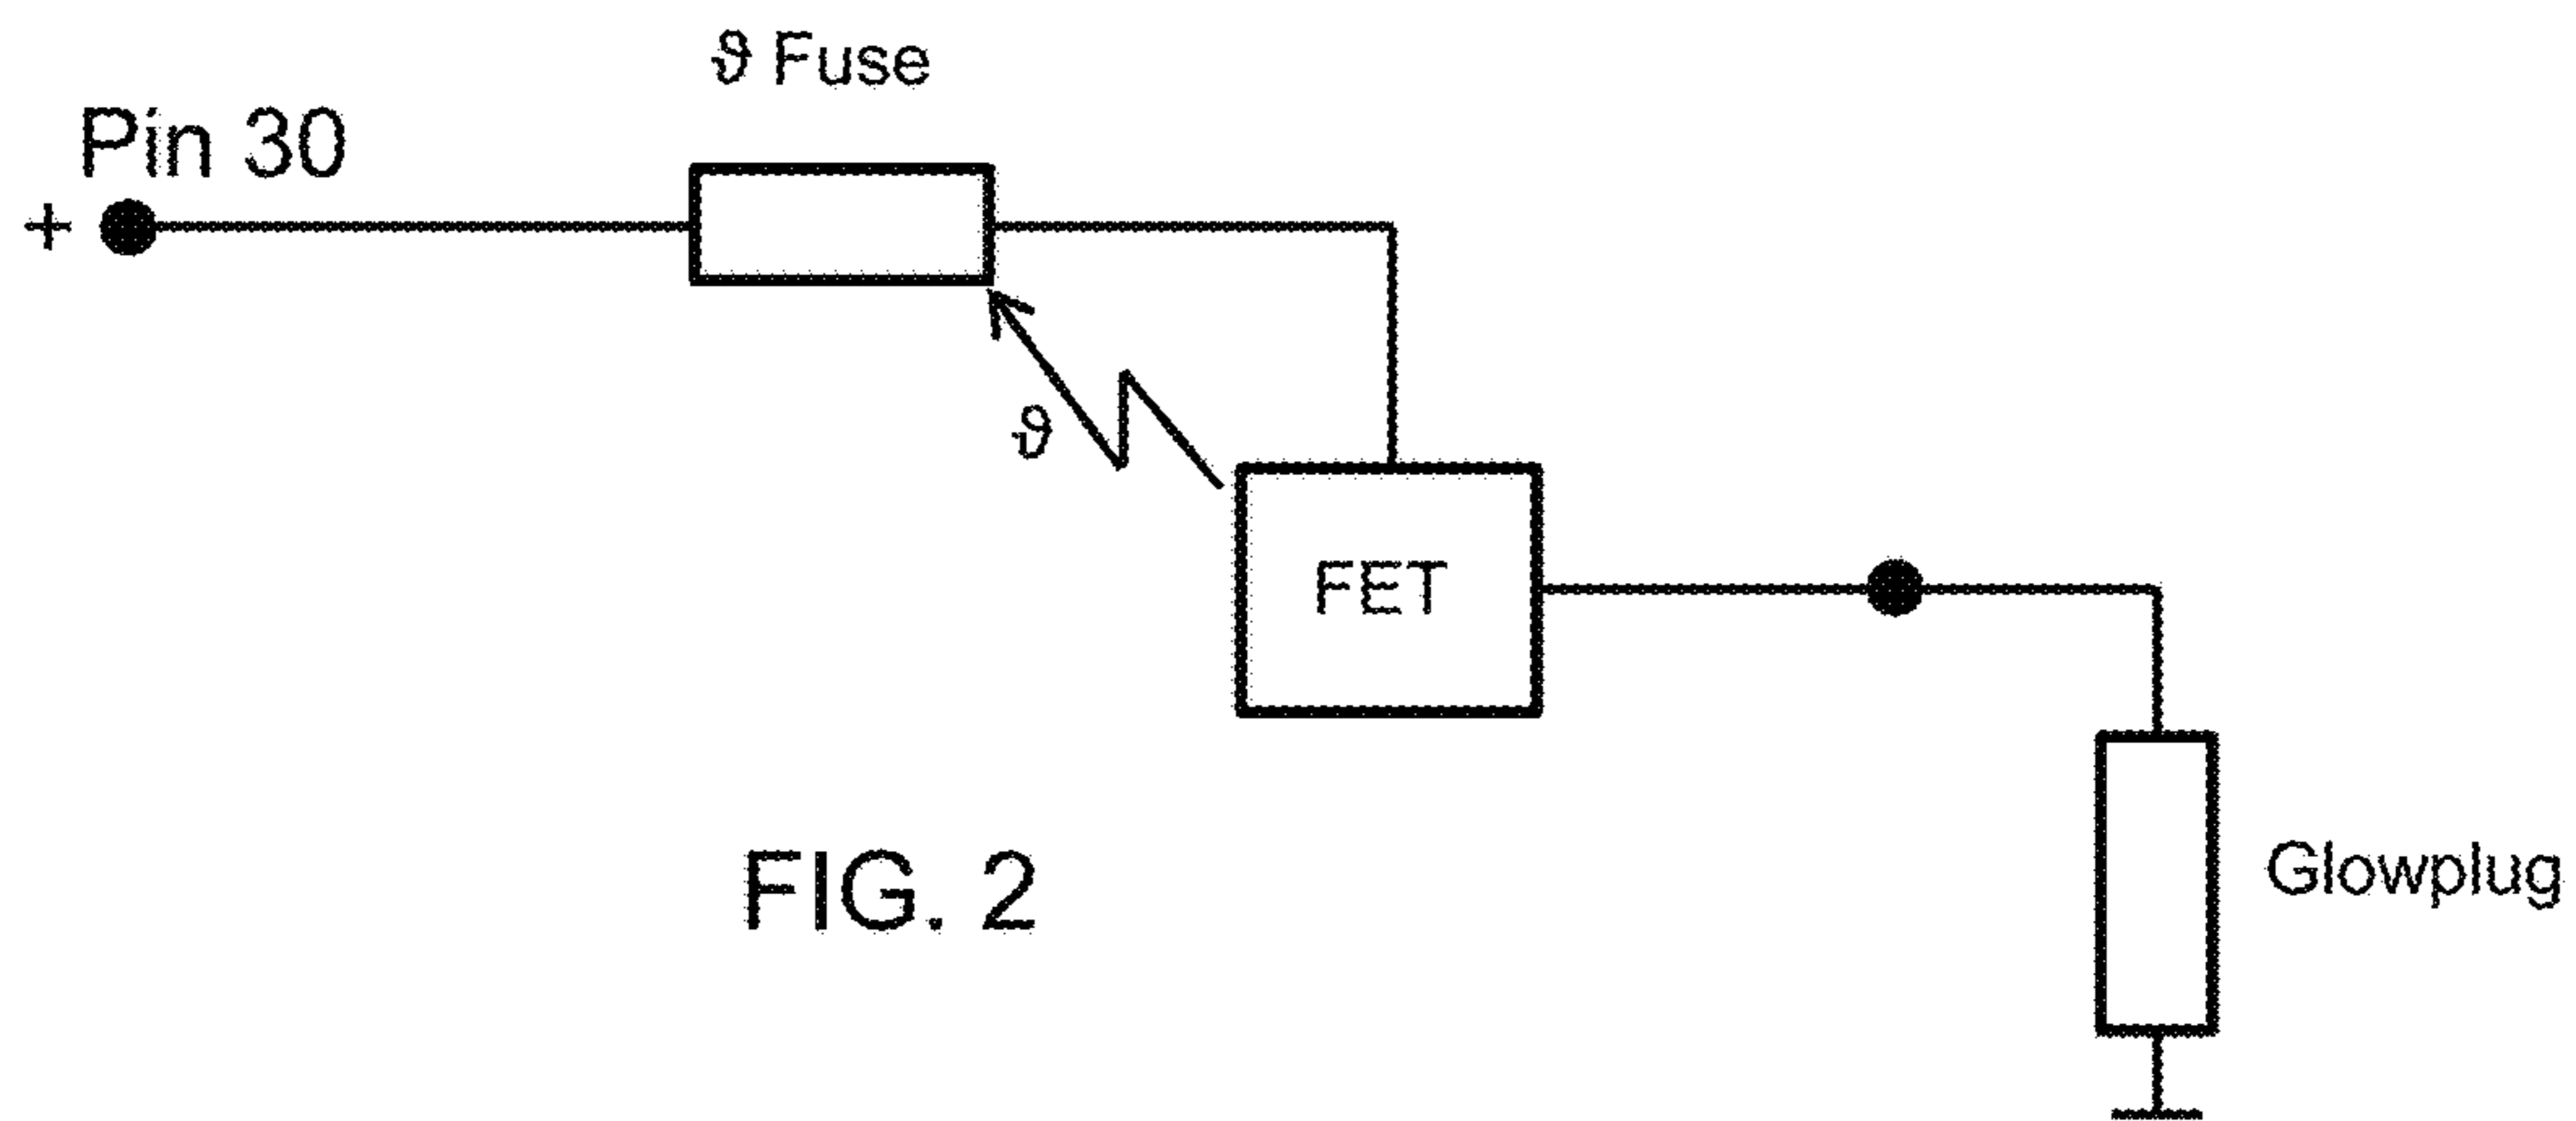 ϑ Fuse
Pin 30
+
ϑ
FET
Glowplug
FIG. 2